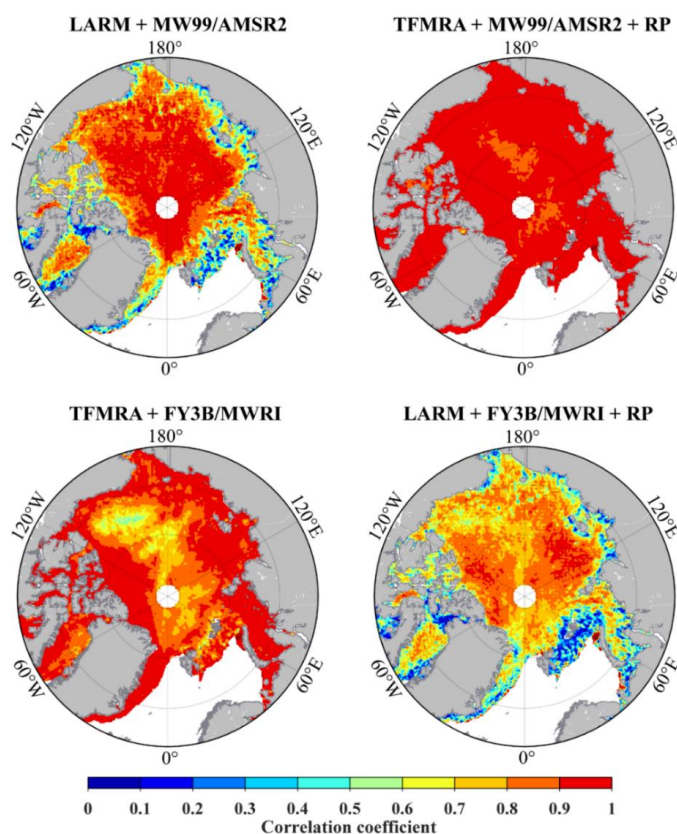 LARM + MW99/AMSR2
TFMRA + MW99/AMSR2 + RP
180°
180°
120°W
120°E
120°W
120°E
60°W
60°E
60°W
60°E
0°
0°
TFMRA + FY3B/MWRI
LARM + FY3B/MWRI + RP
180°
180°
120°W
120°E
120°W
120°E
60°W
60°E
60°W
60°E
0°
0°
0 0.1 0.2 0.3 0.4 0.5 0.6 0.7 0.8 0.9 1
Correlation coefficient